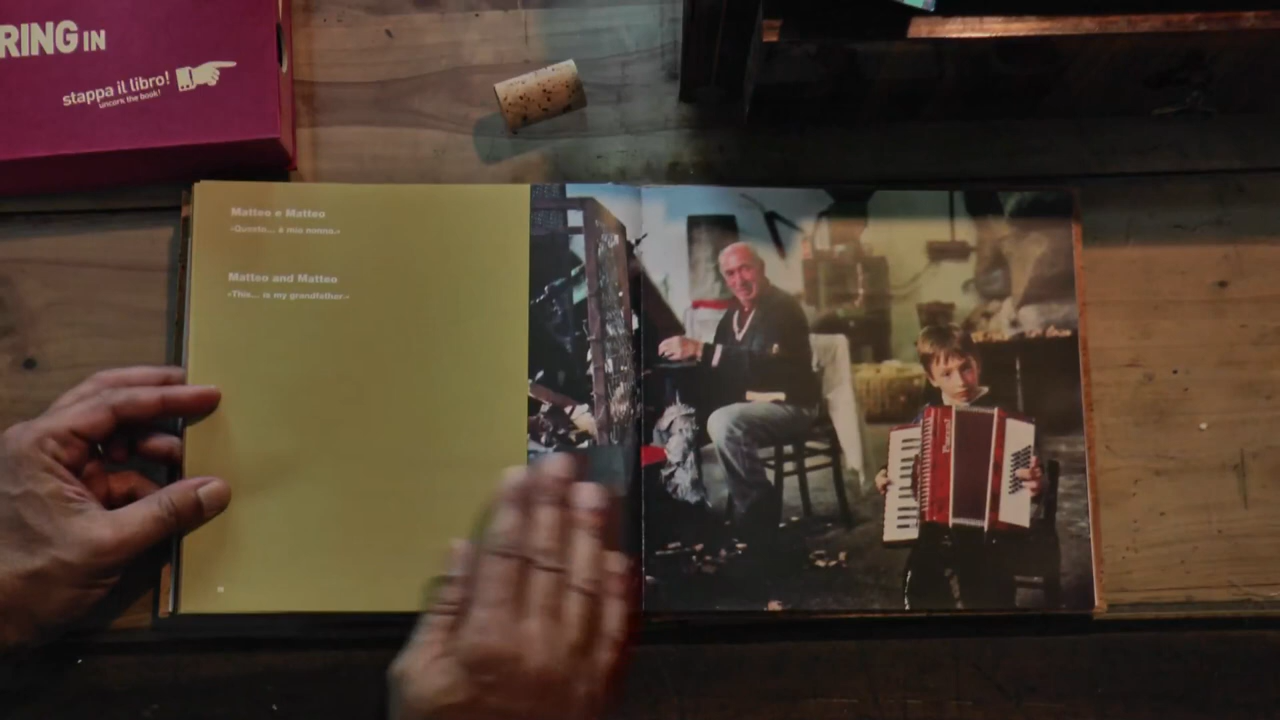 RING IN
stappa il libro!
uncork the book!
Matteo e Matteo
«Questo... è mio nonno.»
Matteo and Matteo
«This... is my grandfather.»